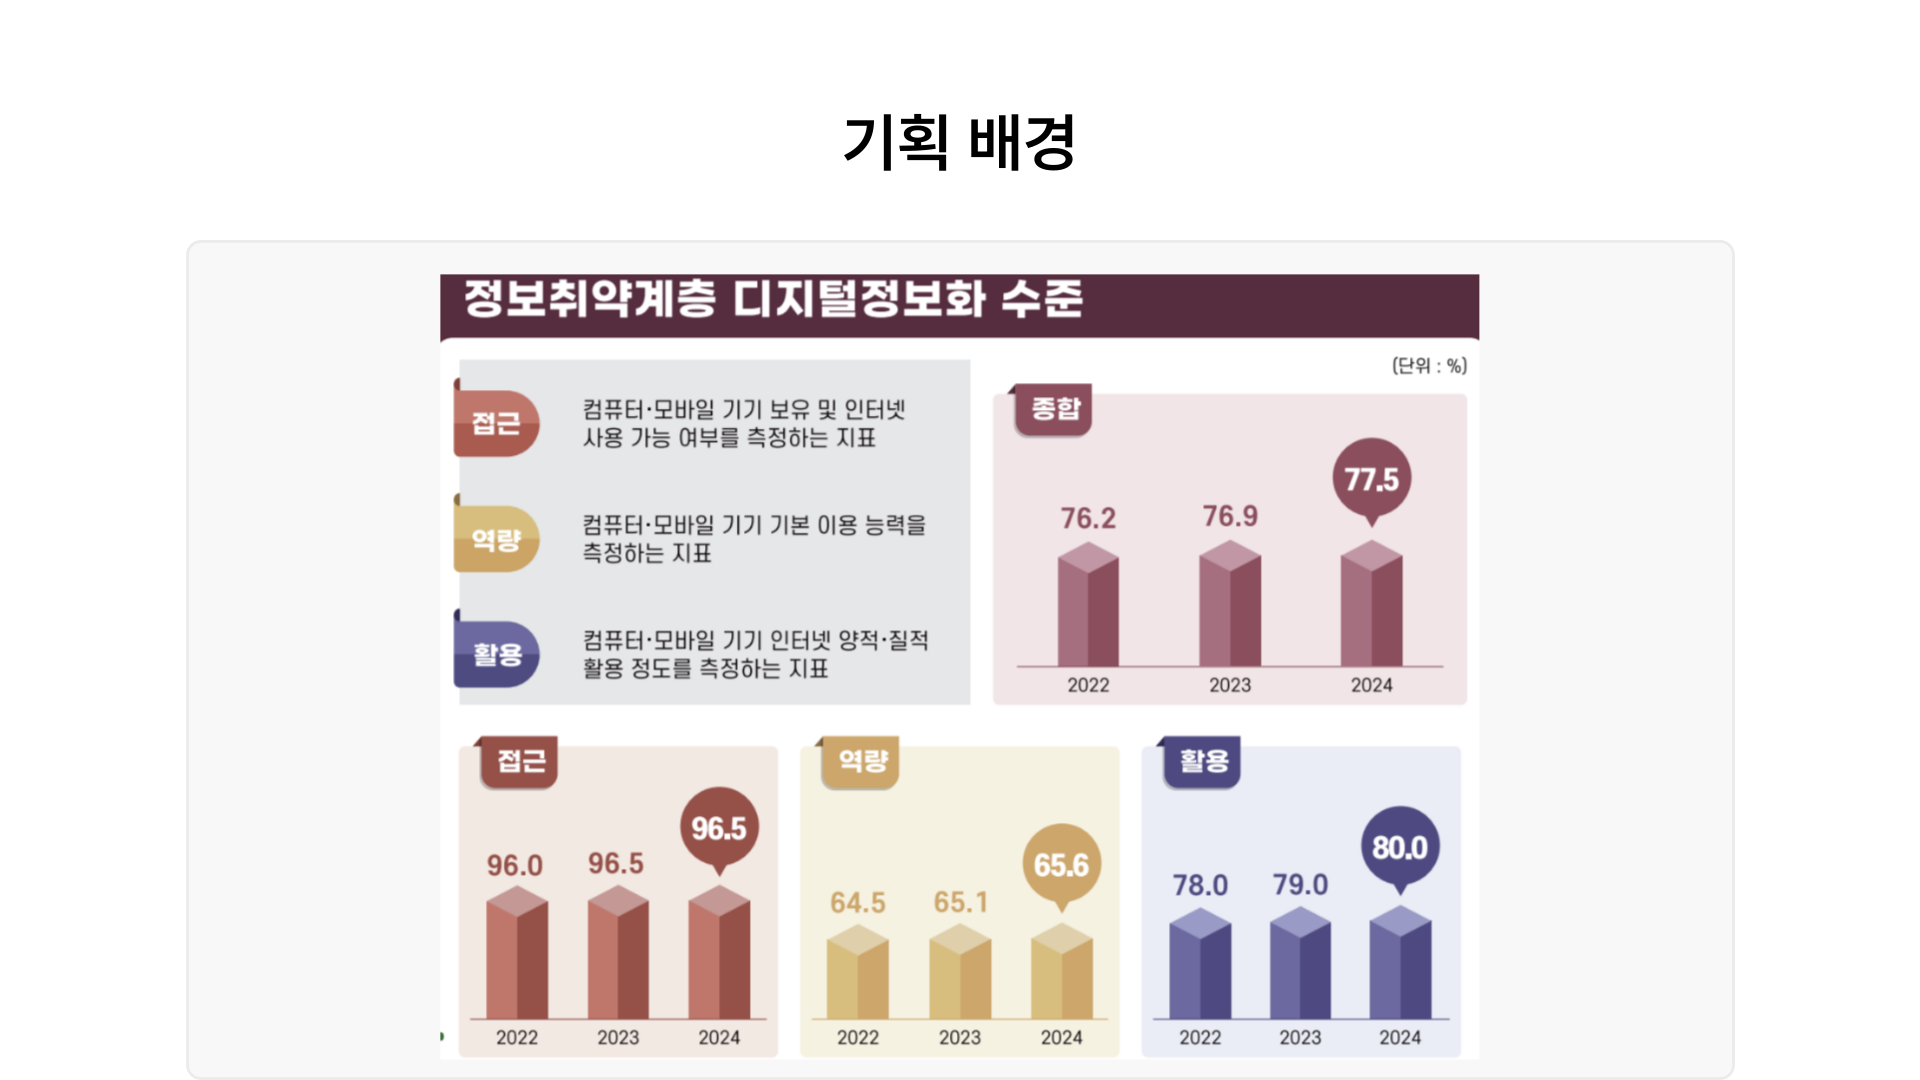 기획 배경
정보취약계층 디지털정보화 수준
(단위 : %)
접근
컴퓨터·모바일 기기 보유 및 인터넷
사용 가능 여부를 측정하는 지표
역량
컴퓨터·모바일 기기 기본 이용 능력을
측정하는 지표
활용
컴퓨터·모바일 기기 인터넷 양적·질적
활용 정도를 측정하는 지표
종합
76.2
76.9
77.5
2022
2023
2024
접근
96.0
96.5
96.5
2022
2023
2024
역량
64.5
65.1
65.6
2022
2023
2024
활용
78.0
79.0
80.0
2022
2023
2024